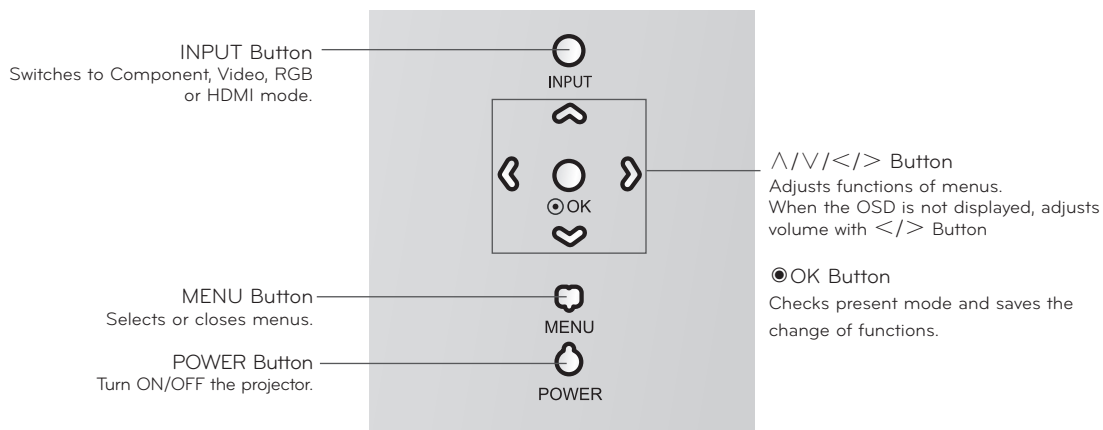 INPUT Button
Switches to Component, Video, RGB
or HDMI mode.
INPUT
◉OK
∧/∨/</> Button
Adjusts functions of menus.
When the OSD is not displayed, adjusts
volume with </> Button
◉OK Button
Checks present mode and saves the
change of functions.
MENU Button
Selects or closes menus.
MENU
POWER Button
Turn ON/OFF the projector.
POWER